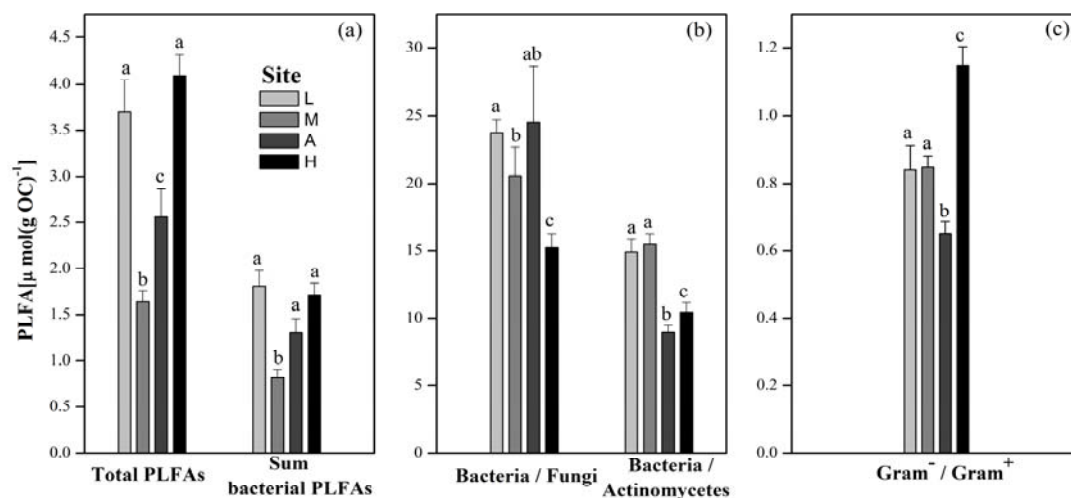 (a)
4.5
4.0
3.5
3.0
2.5
2.0
1.5
1.0
0.5
0.0
PLFA[μ mol(g OC)⁻¹]
a
b
c
a
a
b
a
a
Site
L
M
A
H
Total PLFAs
Sum
bacterial PLFAs
(b)
30
25
20
15
10
5
0
a
b
ab
c
a
a
b
c
Bacteria / Fungi
Bacteria /
Actinomycetes
(c)
1.2
1.0
0.8
0.6
0.4
0.2
0.0
a
a
b
c
Gram⁻ / Gram⁺